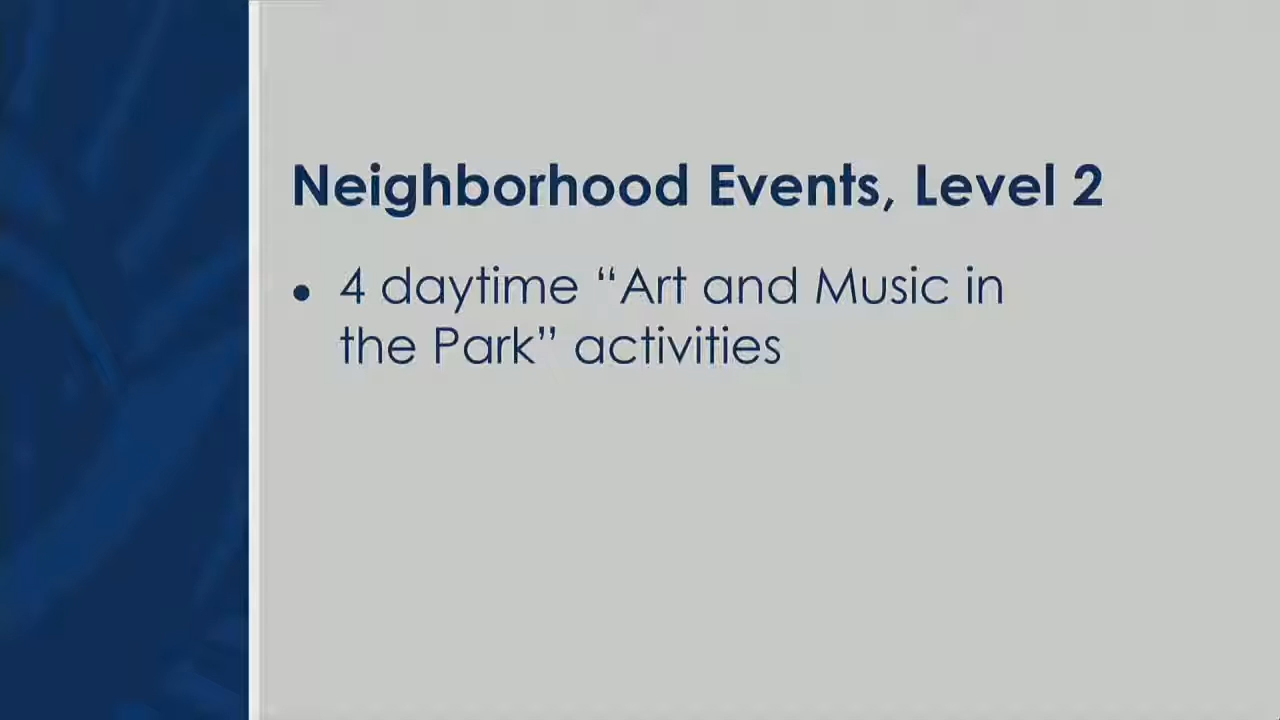 Neighborhood Events, Level 2
• 4 daytime “Art and Music in
the Park” activities